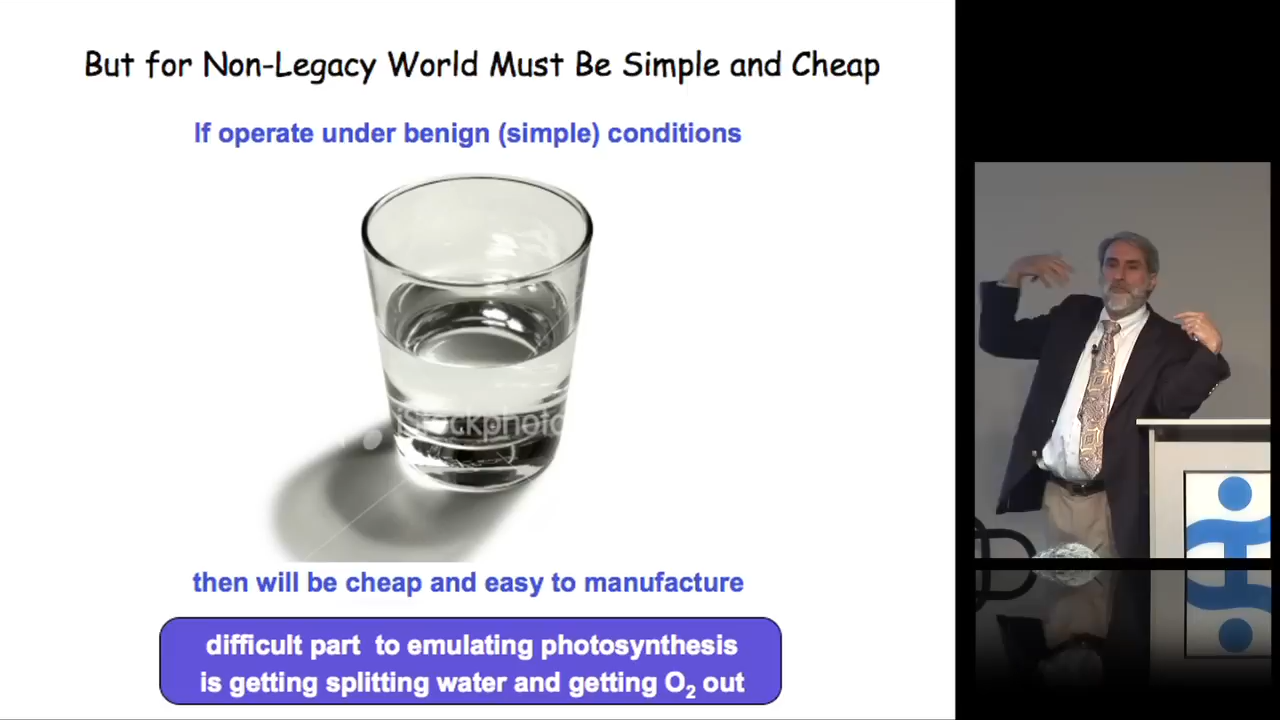 But for Non-Legacy World Must Be Simple and Cheap
If operate under benign (simple) conditions
iStockphoto
then will be cheap and easy to manufacture
difficult part to emulating photosynthesis
is getting splitting water and getting O₂ out